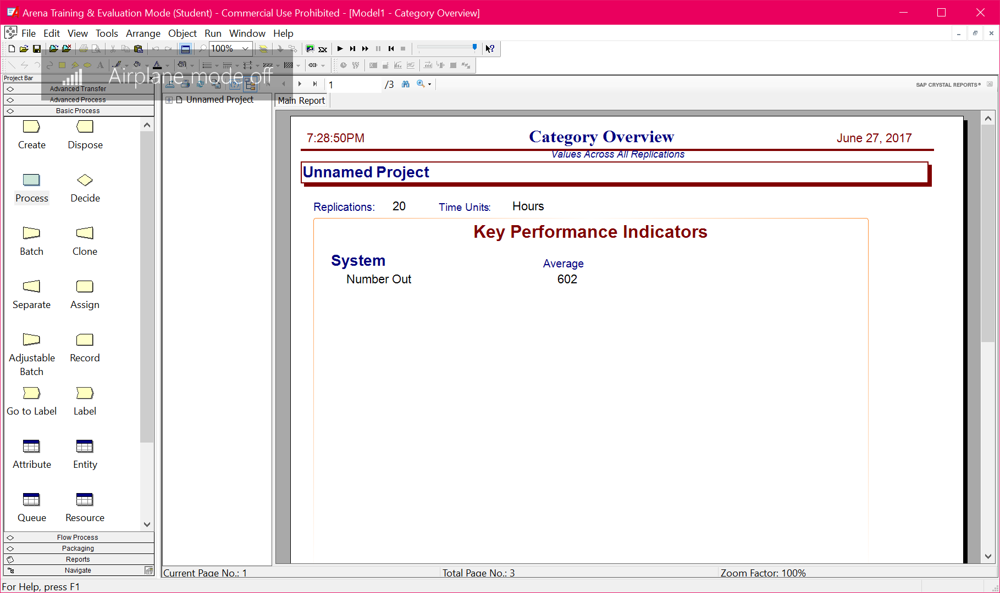 Arena Training & Evaluation Mode (Student) - Commercial Use Prohibited - [Model1 - Category Overview]
File Edit View Tools Arrange Object Run Window Help
100%
Airplane mode off
Project Bar
1 /3
SAP CRYSTAL REPORTS®
Advanced Transfer
Advanced Process
Basic Process
Unnamed Project
Main Report
Create Dispose
Process Decide
Batch Clone
Separate Assign
Adjustable Batch Record
Go to Label Label
Attribute Entity
Queue Resource
Flow Process
Packaging
Reports
Navigate
7:28:50PM Category Overview June 27, 2017
Values Across All Replications
Unnamed Project
Replications: 20 Time Units: Hours
Key Performance Indicators
System Average
Number Out 602
Current Page No.: 1 Total Page No.: 3 Zoom Factor: 100%
For Help, press F1